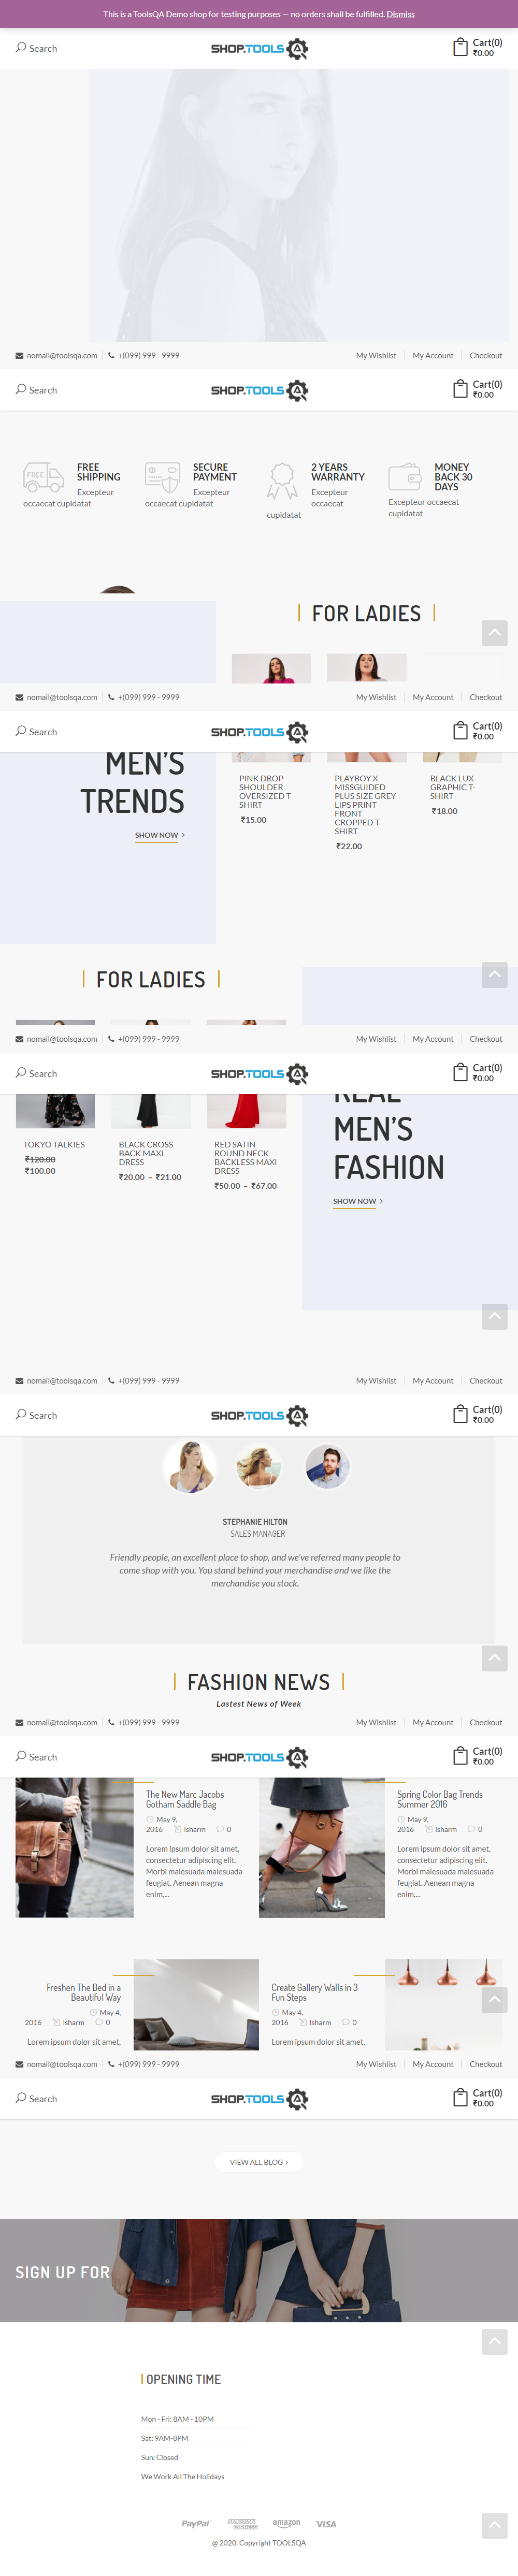 This is a ToolsQA Demo shop for testing purposes — no orders shall be fulfilled. Dismiss
Search
SHOP.TOOLS
Cart(0)
₹0.00
nomail@toolsqa.com
+(099) 999 - 9999
My Wishlist
My Account
Checkout
Search
SHOP.TOOLS
Cart(0)
₹0.00
FREE
FREE SHIPPING
Excepteur
occaecat cupidatat
SECURE PAYMENT
Excepteur
occaecat cupidatat
2 YEARS WARRANTY
Excepteur
occaecat
cupidatat
MONEY BACK 30 DAYS
Excepteur occaecat
cupidatat
FOR LADIES
nomail@toolsqa.com
+(099) 999 - 9999
My Wishlist
My Account
Checkout
Search
SHOP.TOOLS
Cart(0)
₹0.00
MEN'S
TRENDS
SHOW NOW
PINK DROP
SHOULDER
OVERSIZED T
SHIRT
₹15.00
PLAYBOY X
MISSGUIDED
PLUS SIZE GREY
LIPS PRINT
FRONT
CROPPED T
SHIRT
₹22.00
BLACK LUX
GRAPHIC T-
SHIRT
₹18.00
FOR LADIES
nomail@toolsqa.com
+(099) 999 - 9999
My Wishlist
My Account
Checkout
Search
SHOP.TOOLS
Cart(0)
₹0.00
REAL
MEN'S
FASHION
SHOW NOW
TOKYO TALKIES
₹120.00
₹100.00
BLACK CROSS
BACK MAXI
DRESS
₹20.00 – ₹21.00
RED SATIN
ROUND NECK
BACKLESS MAXI
DRESS
₹50.00 – ₹67.00
nomail@toolsqa.com
+(099) 999 - 9999
My Wishlist
My Account
Checkout
Search
SHOP.TOOLS
Cart(0)
₹0.00
STEPHANIE HILTON
SALES MANAGER
Friendly people, an excellent place to shop, and we've referred many people to
come shop with you. You stand behind your merchandise and we like the
merchandise you stock.
FASHION NEWS
Lastest News of Week
nomail@toolsqa.com
+(099) 999 - 9999
My Wishlist
My Account
Checkout
Search
SHOP.TOOLS
Cart(0)
₹0.00
The New Marc Jacobs
Gotham Saddle Bag
May 9,
2016 lsharm 0
Lorem ipsum dolor sit amet,
consectetur adipiscing elit.
Morbi malesuada malesuada
feugiat. Aenean magna
enim,...
Spring Color Bag Trends
Summer 2016
May 9,
2016 lsharm 0
Lorem ipsum dolor sit amet,
consectetur adipiscing elit.
Morbi malesuada malesuada
feugiat. Aenean magna
enim,...
Freshen The Bed in a
Beautiful Way
May 4,
2016 lsharm 0
Lorem ipsum dolor sit amet,
Create Gallery Walls in 3
Fun Steps
May 4,
2016 lsharm 0
Lorem ipsum dolor sit amet,
nomail@toolsqa.com
+(099) 999 - 9999
My Wishlist
My Account
Checkout
Search
SHOP.TOOLS
Cart(0)
₹0.00
VIEW ALL BLOG
SIGN UP FOR
OPENING TIME
Mon - Fri: 8AM - 10PM
Sat: 9AM-8PM
Sun: Closed
We Work All The Holidays
PayPal
AMERICAN EXPRESS
amazon
VISA
@ 2020. Copyright TOOLSQA